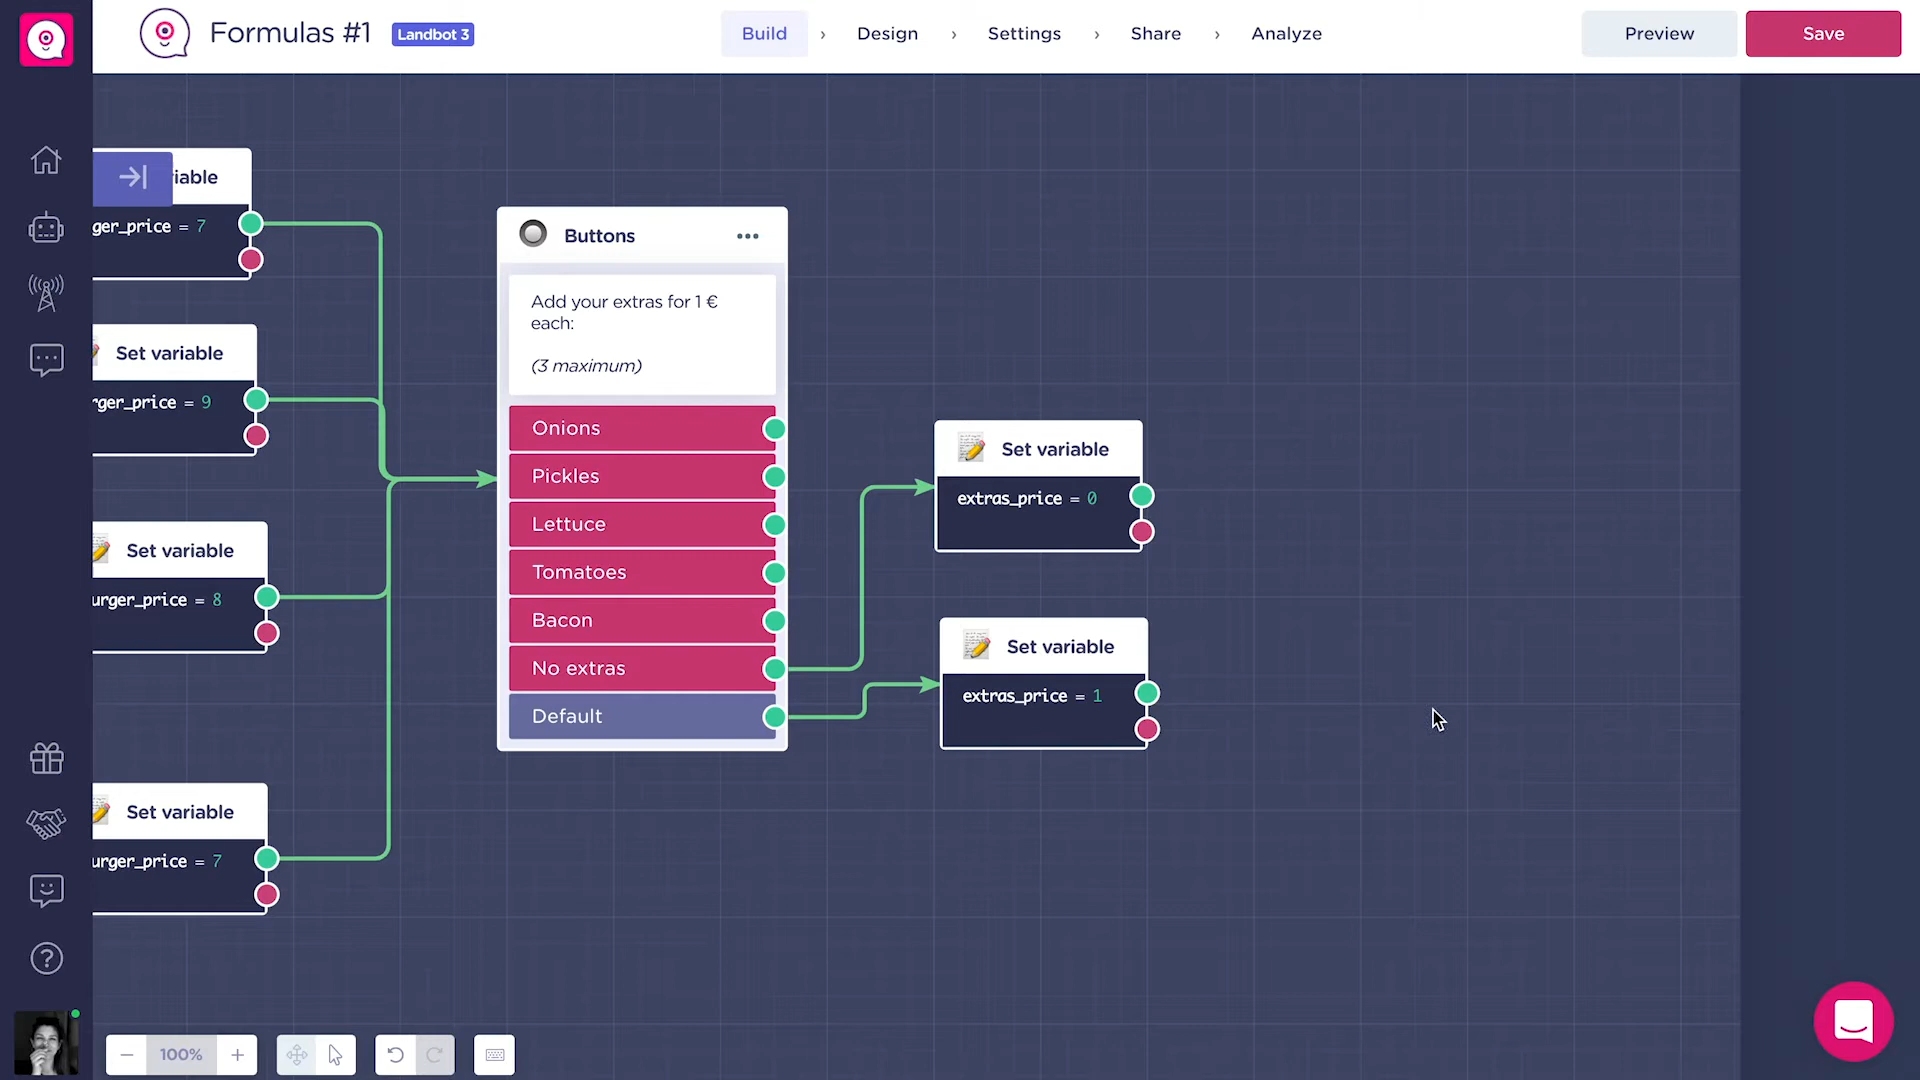 Formulas #1
Landbot 3
Build
Design
Settings
Share
Analyze
Preview
Save
iable
ger_price = 7
Set variable
rger_price = 9
Set variable
urger_price = 8
Set variable
urger_price = 7
Buttons
Add your extras for 1 €
each:
(3 maximum)
Onions
Pickles
Lettuce
Tomatoes
Bacon
No extras
Default
Set variable
extras_price = 0
Set variable
extras_price = 1
100%